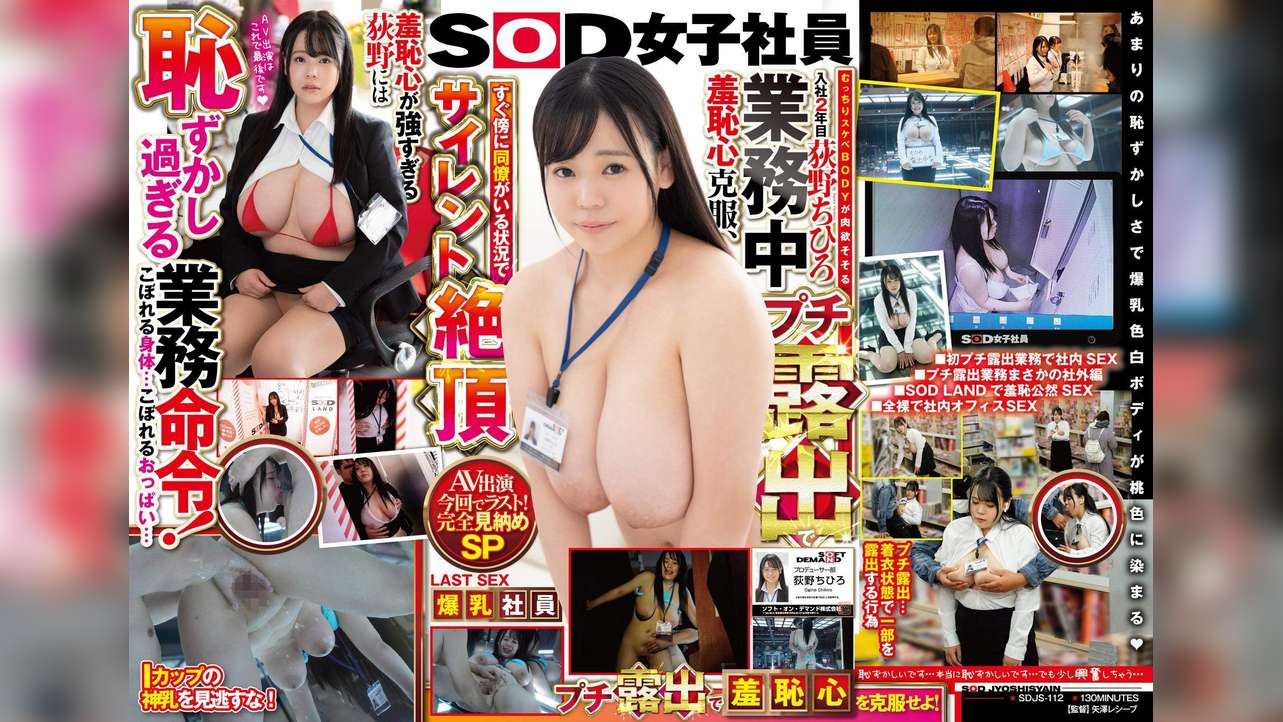 AV出演は
これで最後です♥
羞恥心が強すぎる
荻野には
恥ずかし
過ぎる
業務命令!
こぼれる身体…こぼれるおっぱい…
SOD LAND
Iカップの
神乳を見逃すな!
SOD女子社員
すぐ傍に同僚がいる状況で
サイレント絶頂
むっちりスケベBODYが肉欲そそる
入社2年目 荻野ちひろ
業務中
プチ露出で
羞恥心克服、
AV出演
今回でラスト!
完全見納め
SP
LAST SEX
爆乳社員
SOFT ON DEMAND
プロデューサー部
荻野ちひろ
Ogino Chihiro
ソフト・オン・デマンド株式会社
プチ露出で羞恥心を克服せよ!
あまりの恥ずかしさで爆乳色白ボディが桃色に染まる♥
SOD女子社員
■初プチ露出業務で社内SEX
■プチ露出業務まさかの社外編
■SOD LANDで羞恥公然SEX
■全裸で社内オフィスSEX
プチ露出…
着衣状態で一部を
露出する行為
恥ずかしいです…本当に恥ずかしいです…でも少し興奮しちゃう…
SOD JYOSHISYAIN
■SDJS-112 ■130MINUTES
【監督】矢澤レシーブ